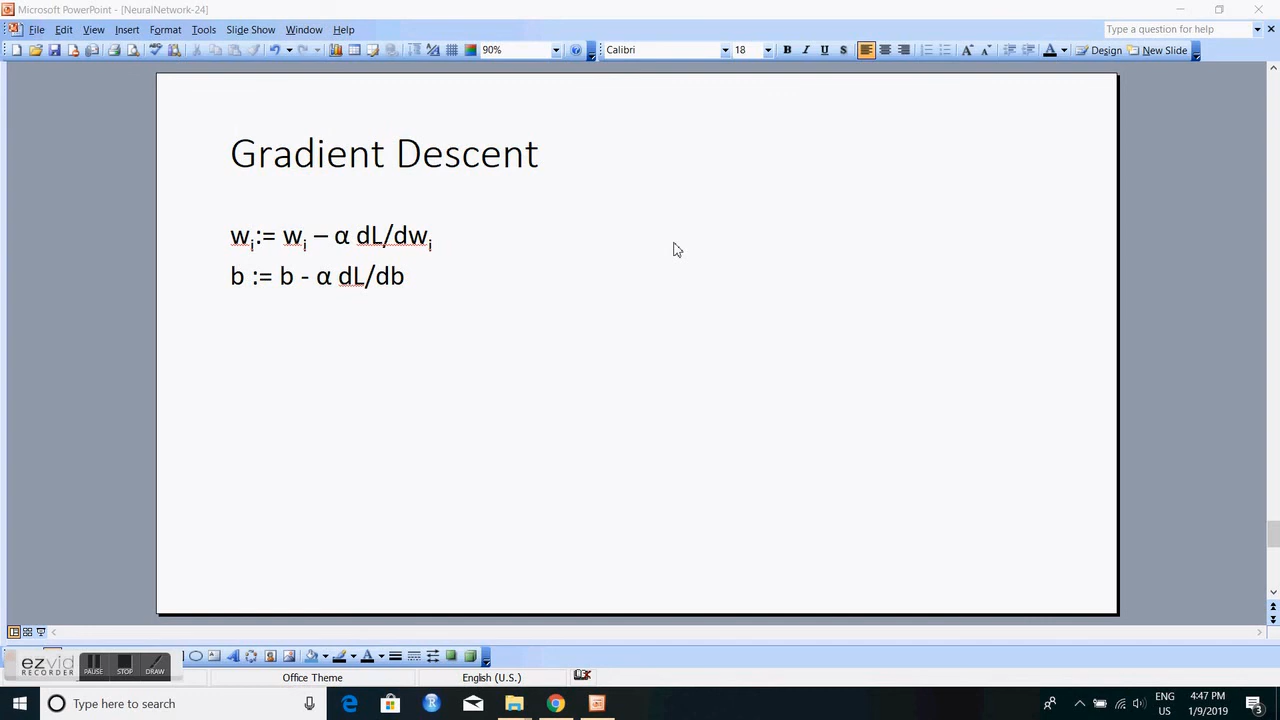 Microsoft PowerPoint - [NeuralNetwork-24]
File Edit View Insert Format Tools Slide Show Window Help
Type a question for help
90% Calibri 18 B I U S A A A Design New Slide
Gradient Descent
wᵢ:= wᵢ – α dL/dwᵢ
b := b - α dL/db
ezvid
RECORDER
PAUSE STOP DRAW
Office Theme English (U.S.)
Type here to search
ENG
US
4:47 PM
1/9/2019
3